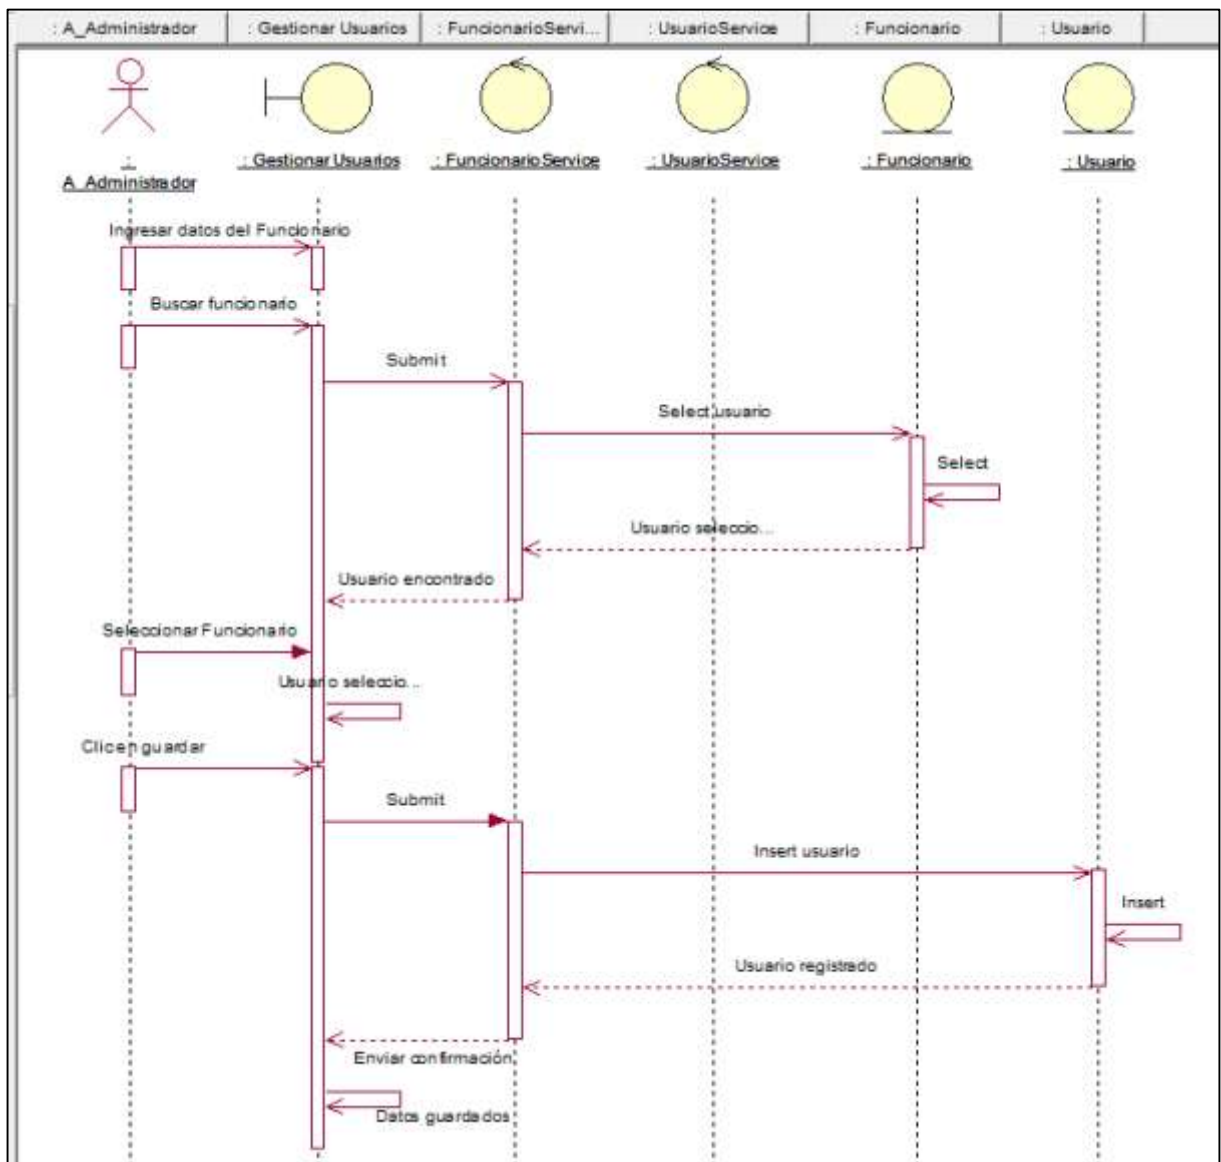 : A_Administrador
: Gestionar Usuarios
: FuncionarioServi...
: UsuarioService
: Funcionario
: Usuario
:
A_Administrador
: Gestionar Usuarios
: FuncionarioService
: UsuarioService
: Funcionario
: Usuario
Ingresar datos del Funcionario
Buscar funcionario
Submit
Select usuario
Select
Usuario seleccio...
Usuario encontrado
Seleccionar Funcionario
Usuario seleccio...
Clic en guardar
Submit
Insert usuario
Insert
Usuario registrado
Enviar confirmación
Datos guardados